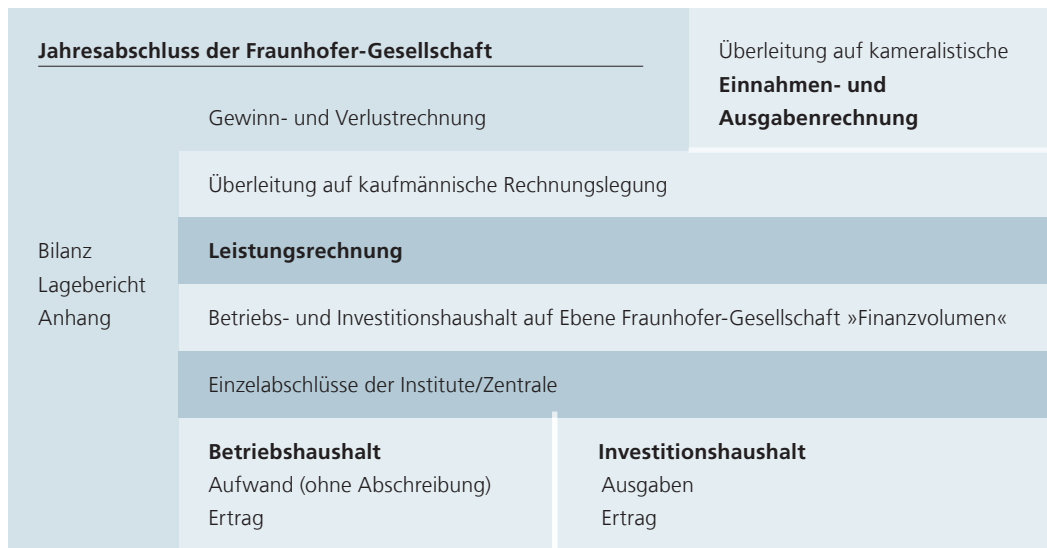 Jahresabschluss der Fraunhofer-Gesellschaft
Überleitung auf kameralistische
Einnahmen- und
Ausgabenrechnung
Gewinn- und Verlustrechnung
Überleitung auf kaufmännische Rechnungslegung
Bilanz
Lagebericht
Anhang
Leistungsrechnung
Betriebs- und Investitionshaushalt auf Ebene Fraunhofer-Gesellschaft »Finanzvolumen«
Einzelabschlüsse der Institute/Zentrale
Betriebshaushalt
Aufwand (ohne Abschreibung)
Ertrag
Investitionshaushalt
Ausgaben
Ertrag